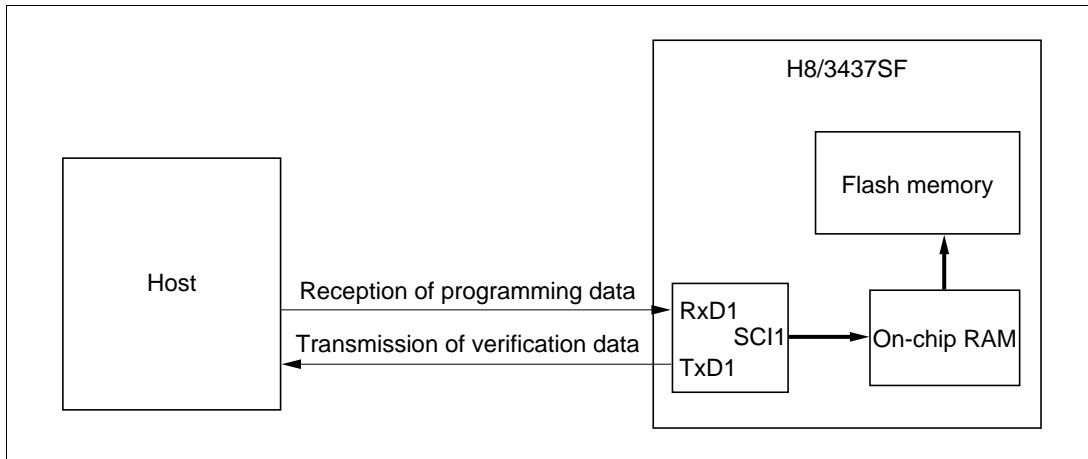 H8/3437SF
Flash memory
Host
Reception of programming data
RxD1
SCI1
On-chip RAM
Transmission of verification data
TxD1